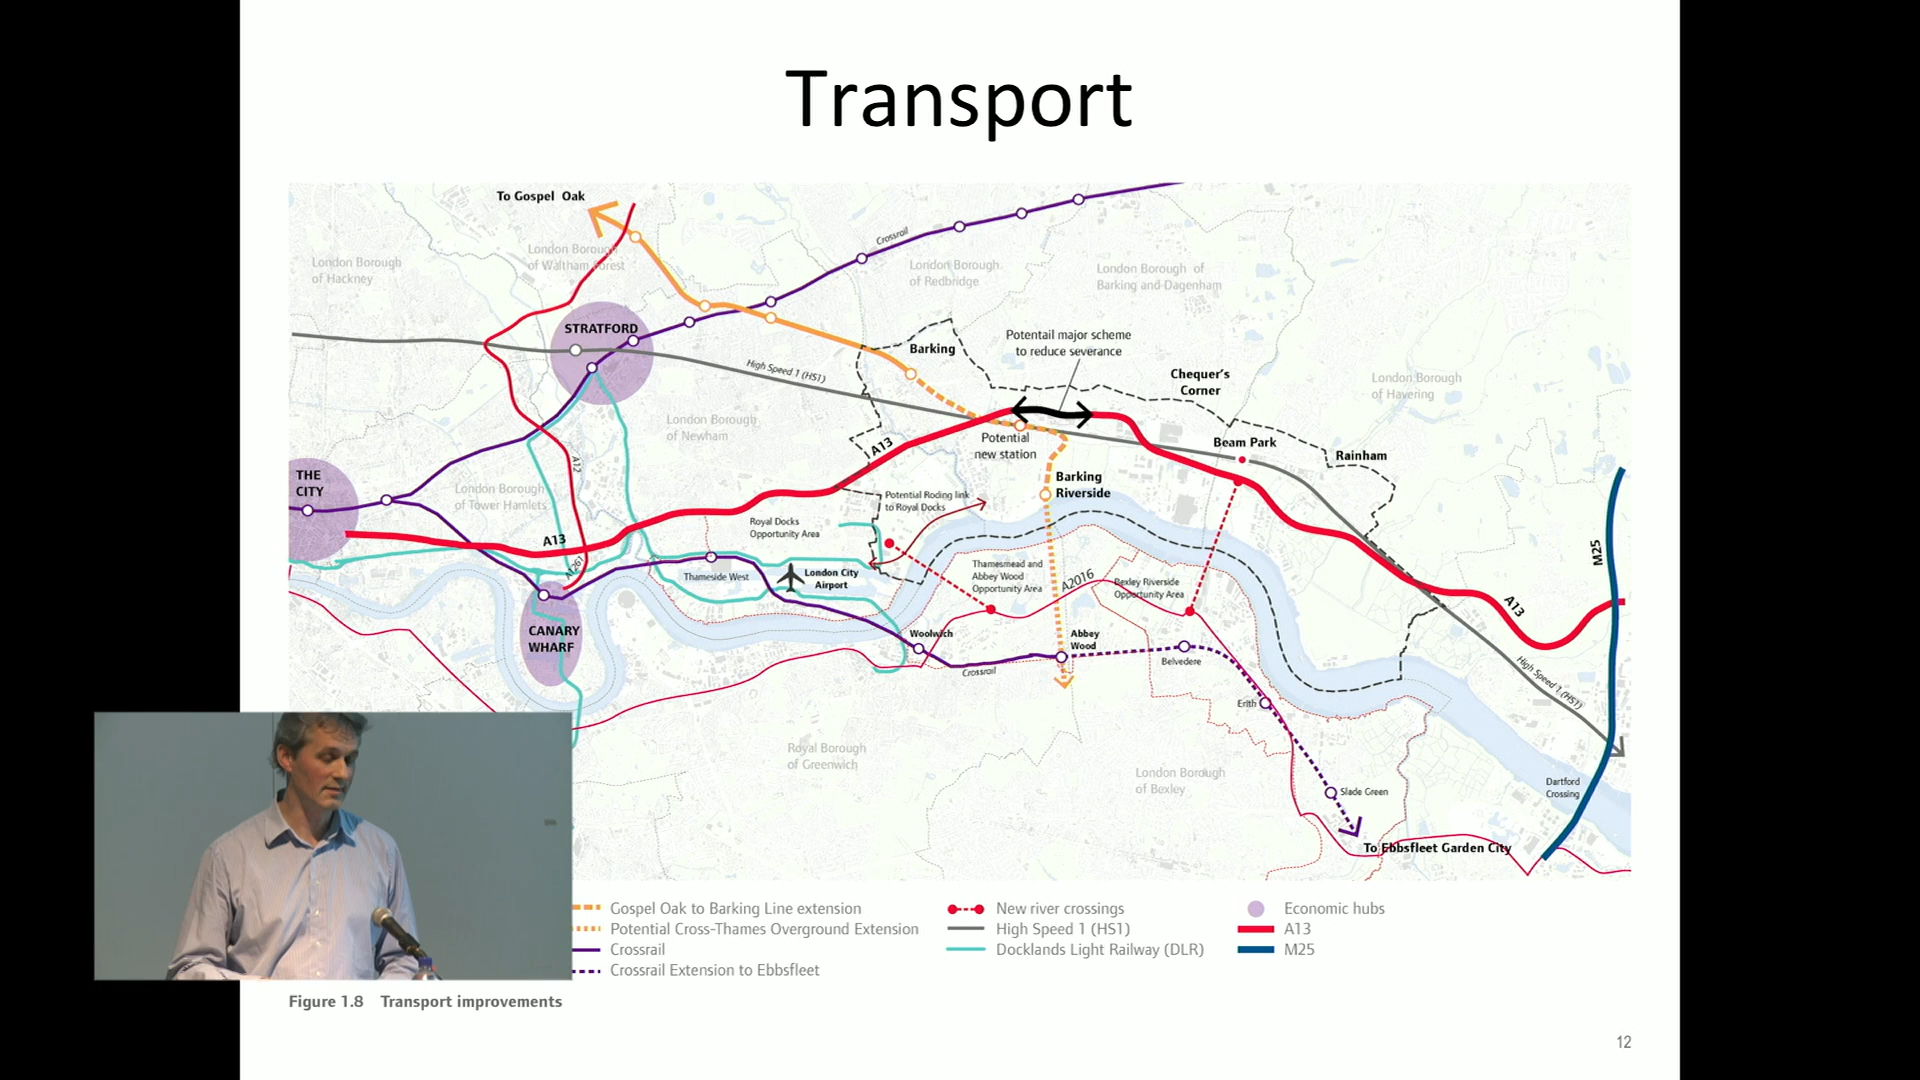 Transport
To Gospel Oak
London Borough
of Hackney
London Borough
of Waltham Forest
Crossrail
London Borough
of Redbridge
London Borough of
Barking and Dagenham
STRATFORD
Barking
Potentail major scheme
to reduce severance
High Speed 1 (HS1)
Chequer's
Corner
London Borough
of Havering
London Borough
of Newham
A13
Potential
new station
Beam Park
Rainham
A12
THE
CITY
London Borough
of Tower Hamlets
Barking
Riverside
Potential Roding link
to Royal Docks
Royal Docks
Opportunity Area
A13
M25
A1261
Thameside West
London City
Airport
Thamesmead and
Abbey Wood
Opportunity Area
A2016
Bexley Riverside
Opportunity Area
A13
CANARY
WHARF
Woolwich
Abbey
Wood
Crossrail
Belvedere
High Speed 1 (HS1)
Erith
Royal Borough
of Greenwich
London Borough
of Bexley
Dartford
Crossing
Slade Green
To Ebbsfleet Garden City
Gospel Oak to Barking Line extension
Potential Cross-Thames Overground Extension
Crossrail
Crossrail Extension to Ebbsfleet
New river crossings
High Speed 1 (HS1)
Docklands Light Railway (DLR)
Economic hubs
A13
M25
Figure 1.8 Transport improvements
12